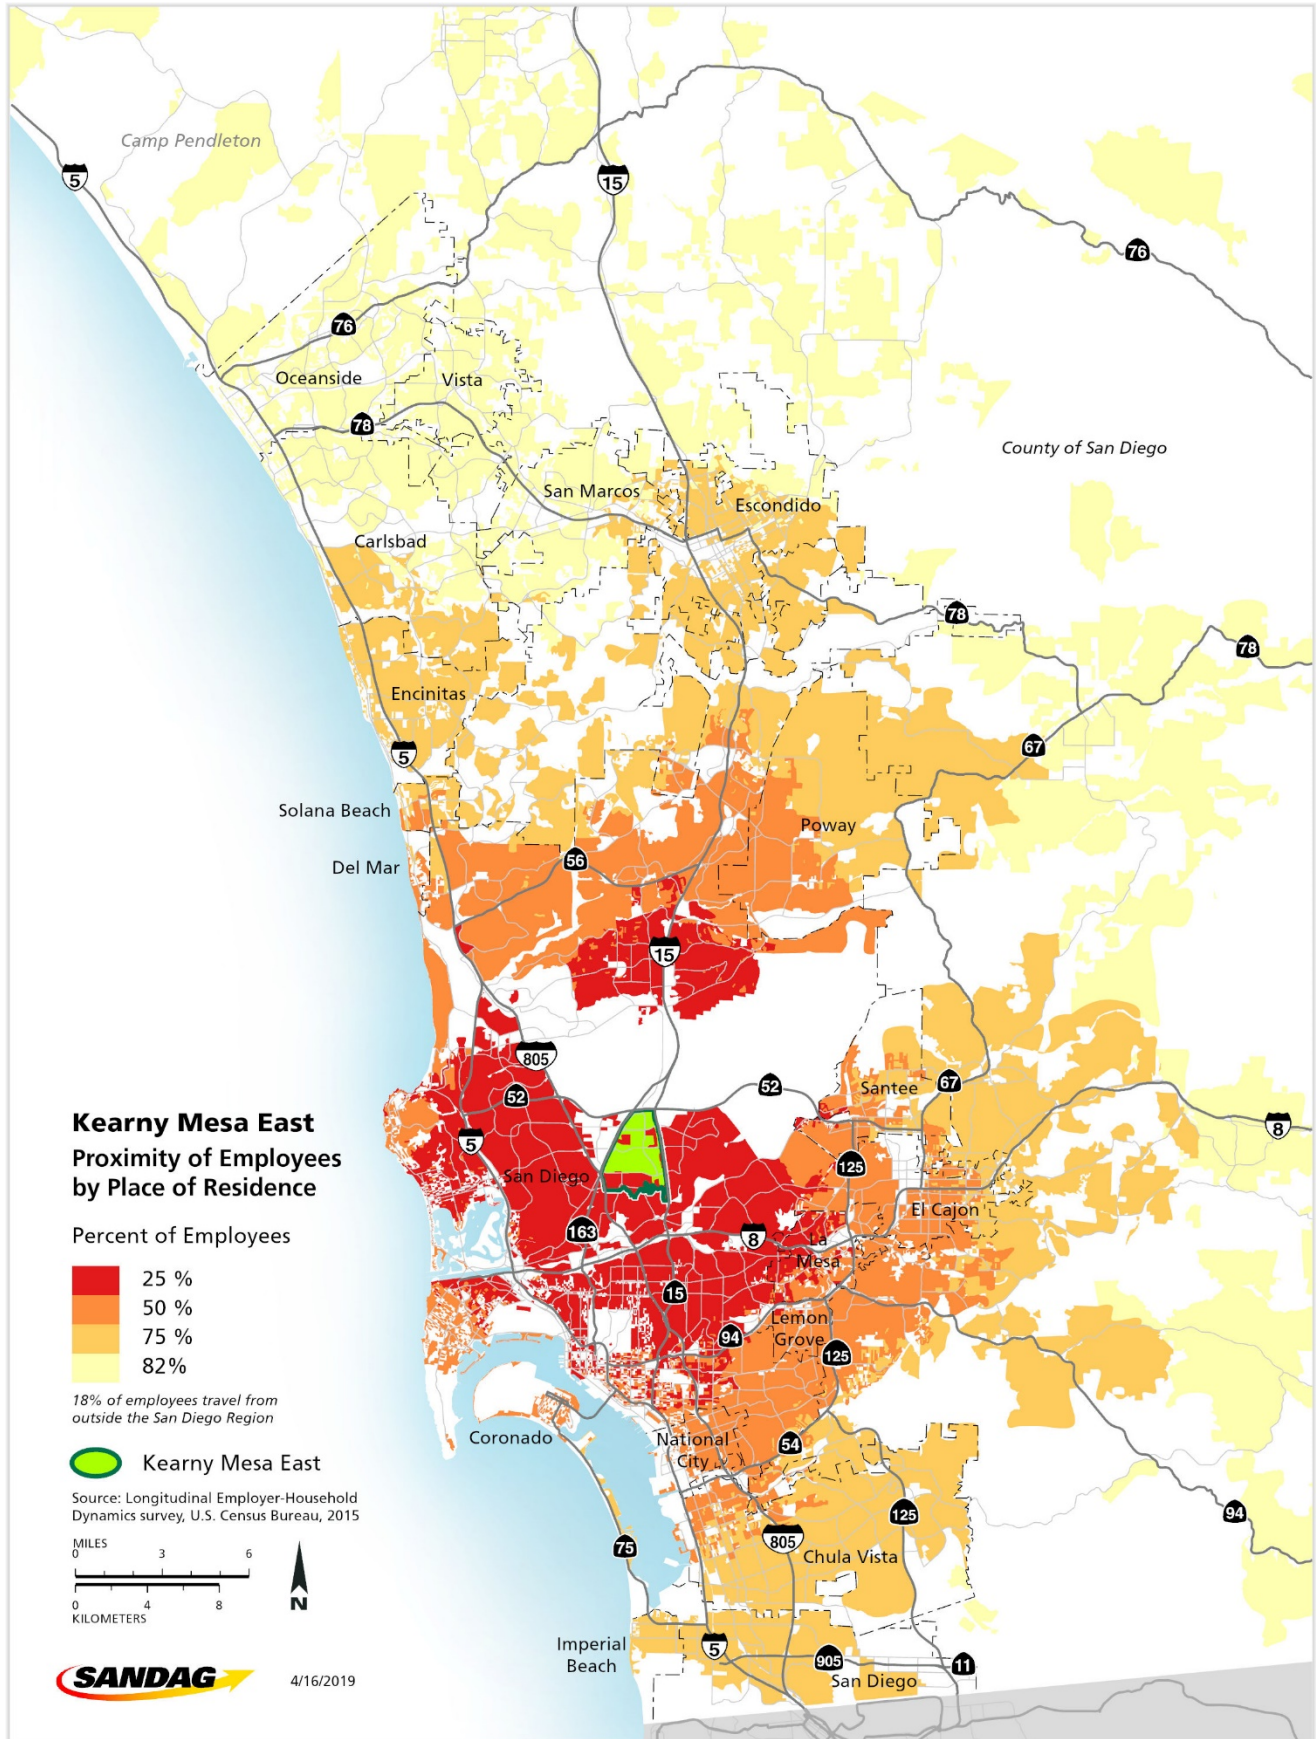 Camp Pendleton
5
15
76
76
Oceanside
Vista
78
County of San Diego
San Marcos
Escondido
Carlsbad
78
78
Encinitas
67
5
Solana Beach
Poway
56
Del Mar
15
805
52
52
Santee
67
8
5
125
San Diego
163
8
El Cajon
La
Mesa
15
94
Lemon
Grove
125
Coronado
National
City
54
125
94
75
805
Chula Vista
Imperial
Beach
5
905
11
San Diego
Kearny Mesa East
Proximity of Employees
by Place of Residence
Percent of Employees
25 %
50 %
75 %
82%
18% of employees travel from
outside the San Diego Region
Kearny Mesa East
Source: Longitudinal Employer-Household
Dynamics survey, U.S. Census Bureau, 2015
MILES
0 3 6
0 4 8
KILOMETERS
N
SANDAG
4/16/2019